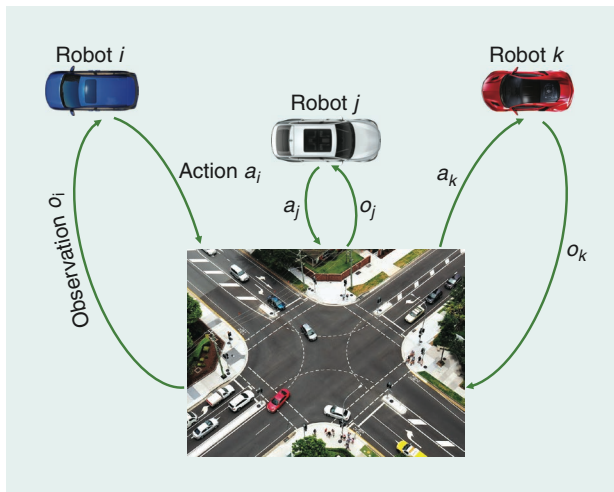 Robot i
Robot k
Robot j
Action a_i
a_j
o_j
a_k
Observation o_i
o_k